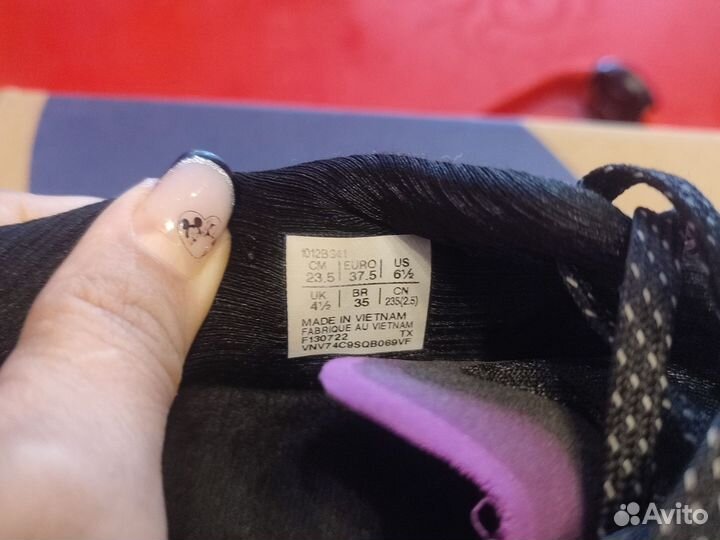 1012B941
CM EURO US
23.5 37.5 6½
UK BR CN
4½ 35 235(2.5)
MADE IN VIETNAM
FABRIQUE AU VIETNAM
F130722 TX
VNV74C9SQB069VF
Avito